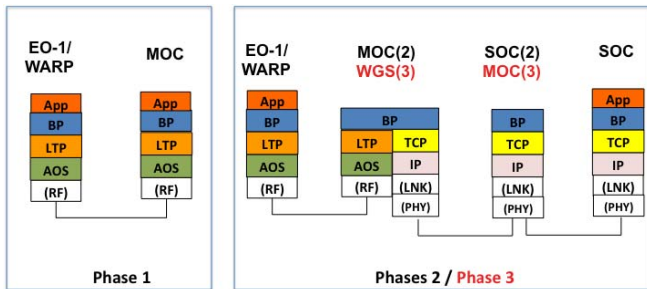 EO-1/
WARP
MOC
App
BP
LTP
AOS
(RF)
App
BP
LTP
AOS
(RF)
Phase 1
EO-1/
WARP
MOC(2)
WGS(3)
SOC(2)
MOC(3)
SOC
App
BP
LTP
AOS
(RF)
BP
LTP
AOS
(RF)
TCP
IP
(LNK)
(PHY)
BP
TCP
IP
(LNK)
(PHY)
App
BP
TCP
IP
(LNK)
(PHY)
Phases 2 / Phase 3